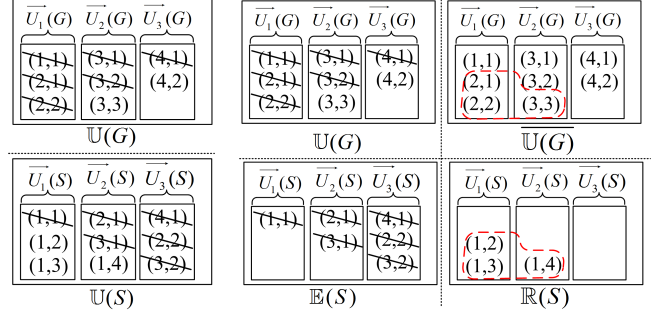 U₁(G) U₂(G) U₃(G)
(1,1) (3,1) (4,1)
(2,1) (3,2) (4,2)
(2,2) (3,3)
𝕌(G)
U₁(G) U₂(G) U₃(G)
(1,1) (3,1) (4,1)
(2,1) (3,2) (4,2)
(2,2) (3,3)
𝕌(G)
U₁(G) U₂(G) U₃(G)
(1,1) (3,1) (4,1)
(2,1) (3,2) (4,2)
(2,2) (3,3)
𝕌(G)
U₁(S) U₂(S) U₃(S)
(1,1) (2,1) (4,1)
(1,2) (3,1) (2,2)
(1,3) (1,4) (3,2)
𝕌(S)
U₁(S) U₂(S) U₃(S)
(1,1) (2,1) (4,1)
(3,1) (2,2)
(3,2)
𝔼(S)
U₁(S) U₂(S) U₃(S)
(1,2)
(1,3) (1,4)
ℝ(S)